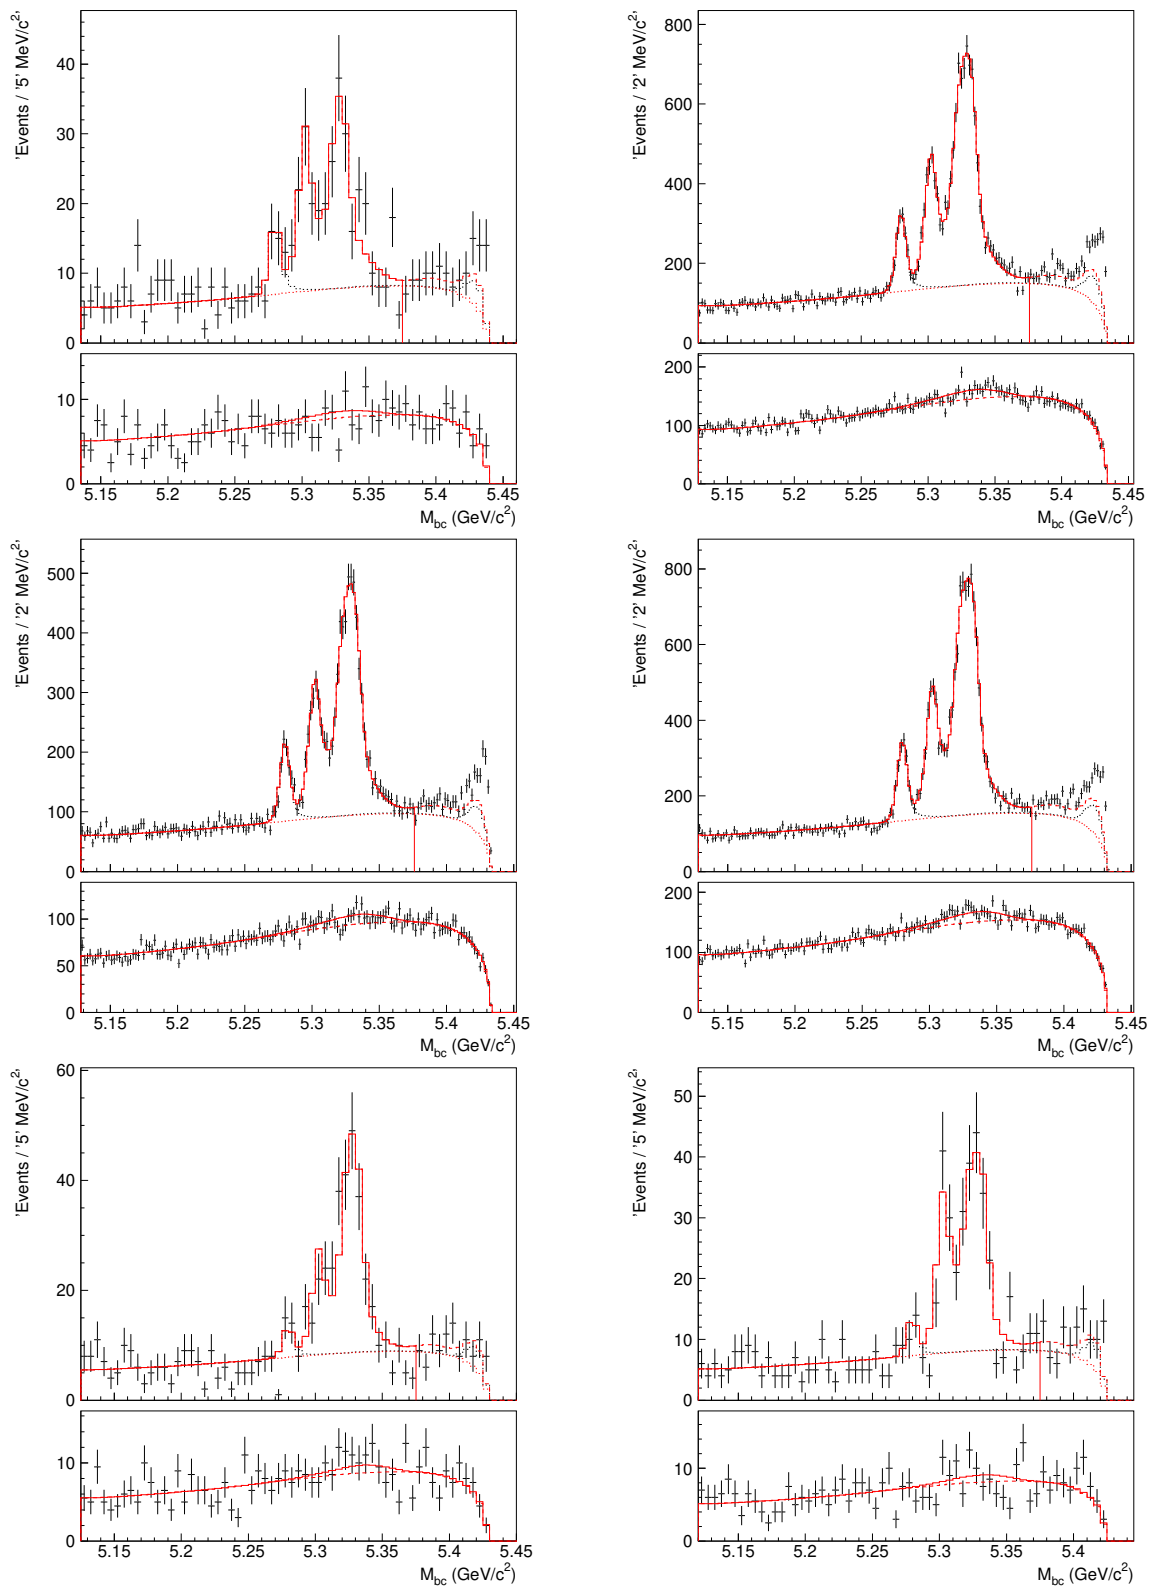 'Events / '5' MeV/c²'
40
30
20
10
0
10
0
5.15 5.2 5.25 5.3 5.35 5.4 5.45
M_bc (GeV/c²)
'Events / '2' MeV/c²'
800
600
400
200
0
200
100
0
5.15 5.2 5.25 5.3 5.35 5.4 5.45
M_bc (GeV/c²)
'Events / '2' MeV/c²'
500
400
300
200
100
0
100
50
0
5.15 5.2 5.25 5.3 5.35 5.4 5.45
M_bc (GeV/c²)
'Events / '2' MeV/c²'
800
600
400
200
0
200
100
0
5.15 5.2 5.25 5.3 5.35 5.4 5.45
M_bc (GeV/c²)
'Events / '5' MeV/c²'
60
40
20
0
10
0
5.15 5.2 5.25 5.3 5.35 5.4 5.45
M_bc (GeV/c²)
'Events / '5' MeV/c²'
50
40
30
20
10
0
10
0
5.15 5.2 5.25 5.3 5.35 5.4
M_bc (GeV/c²)